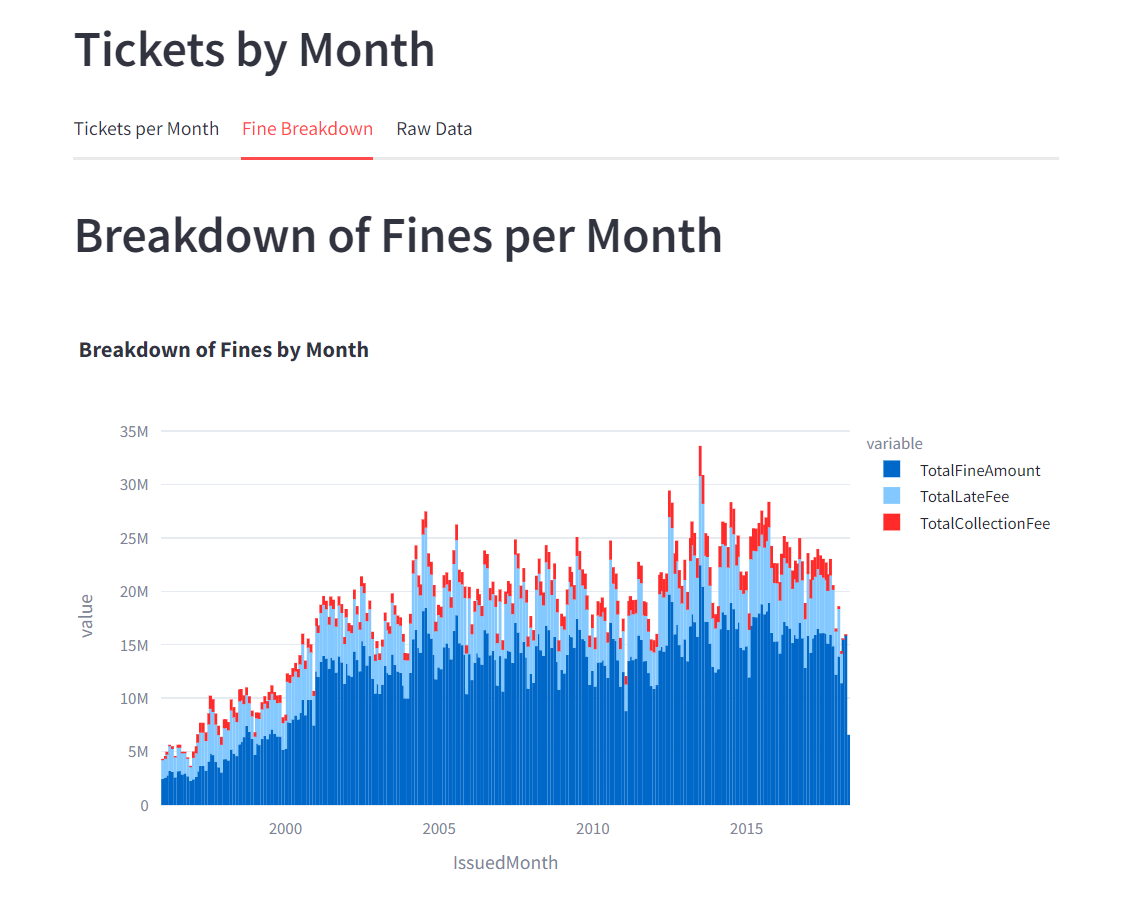 Tickets by Month
Tickets per Month Fine Breakdown Raw Data
Breakdown of Fines per Month
Breakdown of Fines by Month
35M
30M
25M
20M
15M
10M
5M
0
value
2000 2005 2010 2015
IssuedMonth
variable
TotalFineAmount
TotalLateFee
TotalCollectionFee